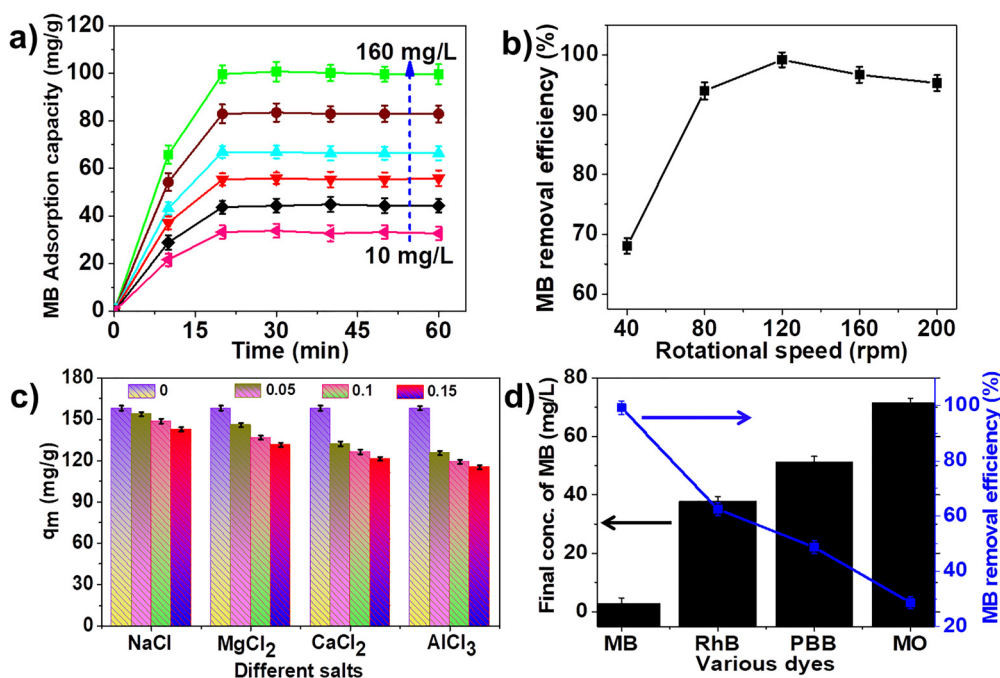 a)
MB Adsorption capacity (mg/g)
120
100
80
60
40
20
0
160 mg/L
10 mg/L
0 15 30 45 60
Time (min)
b)
MB removal efficiency (%)
100
90
80
70
60
40 80 120 160 200
Rotational speed (rpm)
c)
qm (mg/g)
180
150
120
90
60
30
0
0 0.05 0.1 0.15
NaCl MgCl2 CaCl2 AlCl3
Different salts
d)
Final conc. of MB (mg/L)
80
60
40
20
0
MB RhB PBB MO
Various dyes
100
80
60
40
20
MB removal efficiency (%)